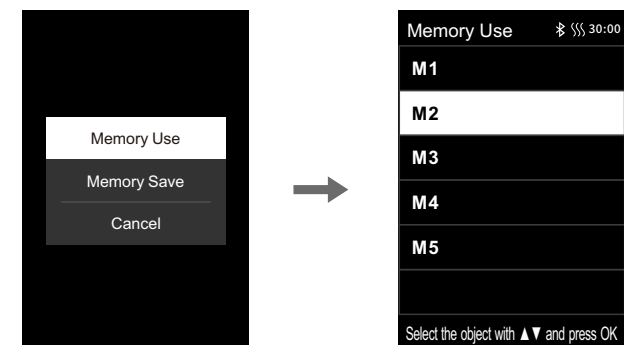 Memory Use
Memory Save
Cancel
Memory Use 30:00
M1
M2
M3
M4
M5
Select the object with ▲▼ and press OK